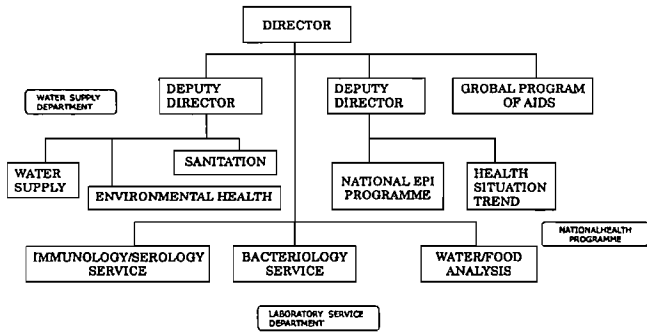 DIRECTOR
WATER SUPPLY
DEPARTMENT
DEPUTY
DIRECTOR
DEPUTY
DIRECTOR
GROBAL PROGRAM
OF AIDS
WATER
SUPPLY
SANITATION
ENVIRONMENTAL HEALTH
NATIONAL EPI
PROGRAMME
HEALTH
SITUATION
TREND
NATIONALHEALTH
PROGRAMME
IMMUNOLOGY/SEROLOGY
SERVICE
BACTERIOLOGY
SERVICE
WATER/FOOD
ANALYSIS
LABORATORY SERVICE
DEPARTMENT